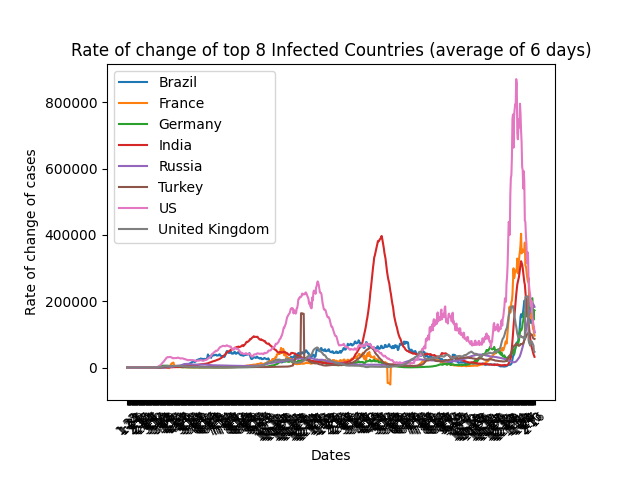 Rate of change of top 8 Infected Countries (average of 6 days)
Brazil
France
Germany
India
Russia
Turkey
US
United Kingdom
800000
600000
400000
200000
0
Rate of change of cases
Dates